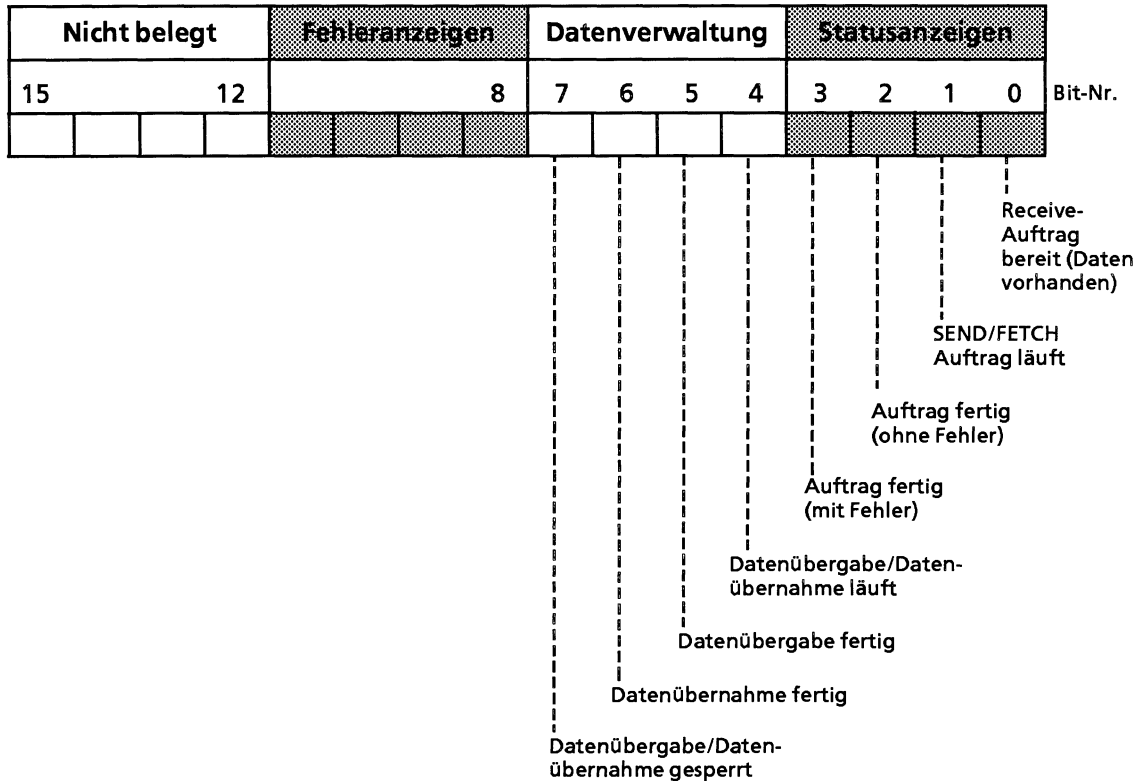 Nicht belegt Fehleranzeigen Datenverwaltung Statusanzeigen
15 12 8 7 6 5 4 3 2 1 0 Bit-Nr.
Receive-
Auftrag
bereit (Daten
vorhanden)
SEND/FETCH
Auftrag läuft
Auftrag fertig
(ohne Fehler)
Auftrag fertig
(mit Fehler)
Datenübergabe/Daten-
übernahme läuft
Datenübergabe fertig
Datenübernahme fertig
Datenübergabe/Daten-
übernahme gesperrt